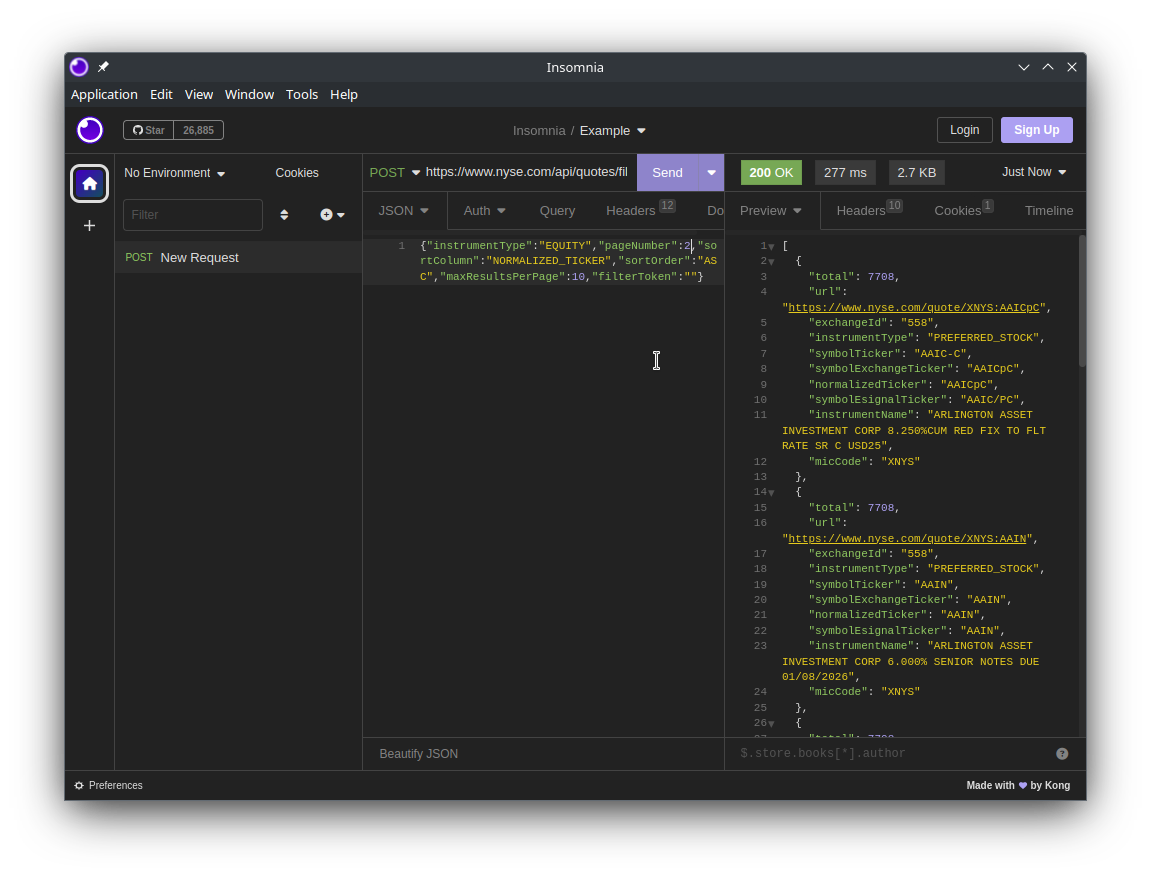 Insomnia
Application Edit View Window Tools Help
Star 26,885
Insomnia / Example
Login
Sign Up
No Environment
Cookies
Filter
POST New Request
POST https://www.nyse.com/api/quotes/fil
Send
JSON Auth Query Headers 12 Do
1 {"instrumentType":"EQUITY","pageNumber":2,"so
rtColumn":"NORMALIZED_TICKER","sortOrder":"AS
C","maxResultsPerPage":10,"filterToken":""}
Beautify JSON
200 OK 277 ms 2.7 KB Just Now
Preview Headers 10 Cookies 1 Timeline
1 [
2 {
3 "total": 7708,
4 "url":
"https://www.nyse.com/quote/XNYS:AAICpC",
5 "exchangeId": "558",
6 "instrumentType": "PREFERRED_STOCK",
7 "symbolTicker": "AAIC-C",
8 "symbolExchangeTicker": "AAICpC",
9 "normalizedTicker": "AAICpC",
10 "symbolEsignalTicker": "AAIC/PC",
11 "instrumentName": "ARLINGTON ASSET
INVESTMENT CORP 8.250%CUM RED FIX TO FLT
RATE SR C USD25",
12 "micCode": "XNYS"
13 },
14 {
15 "total": 7708,
16 "url":
"https://www.nyse.com/quote/XNYS:AAIN",
17 "exchangeId": "558",
18 "instrumentType": "PREFERRED_STOCK",
19 "symbolTicker": "AAIN",
20 "symbolExchangeTicker": "AAIN",
21 "normalizedTicker": "AAIN",
22 "symbolEsignalTicker": "AAIN",
23 "instrumentName": "ARLINGTON ASSET
INVESTMENT CORP 6.000% SENIOR NOTES DUE
01/08/2026",
24 "micCode": "XNYS"
25 },
26 {
$.store.books[*].author
Preferences
Made with ❤ by Kong